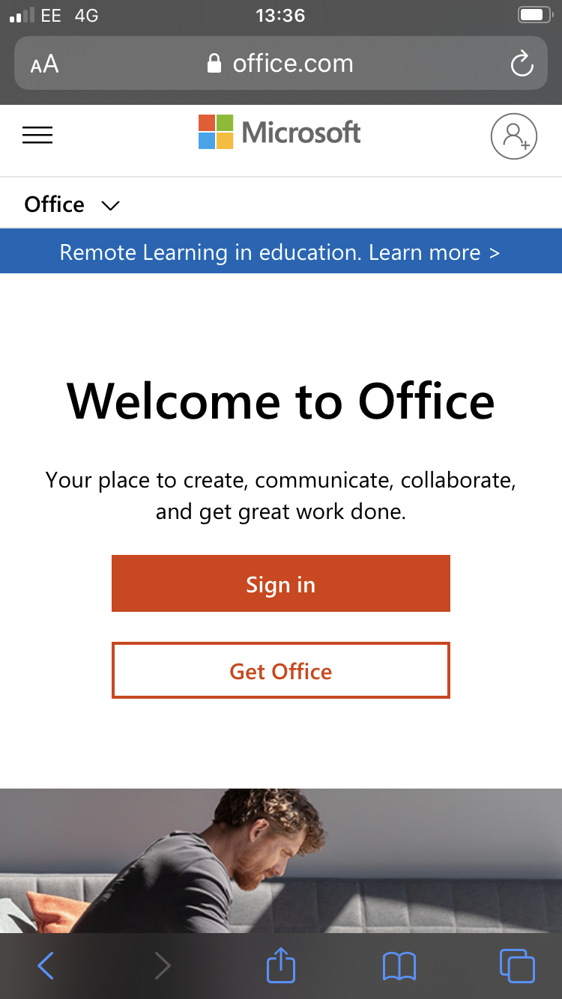 EE 4G 13:36
AA office.com
Microsoft
Office
Remote Learning in education. Learn more >
Welcome to Office
Your place to create, communicate, collaborate,
and get great work done.
Sign in
Get Office